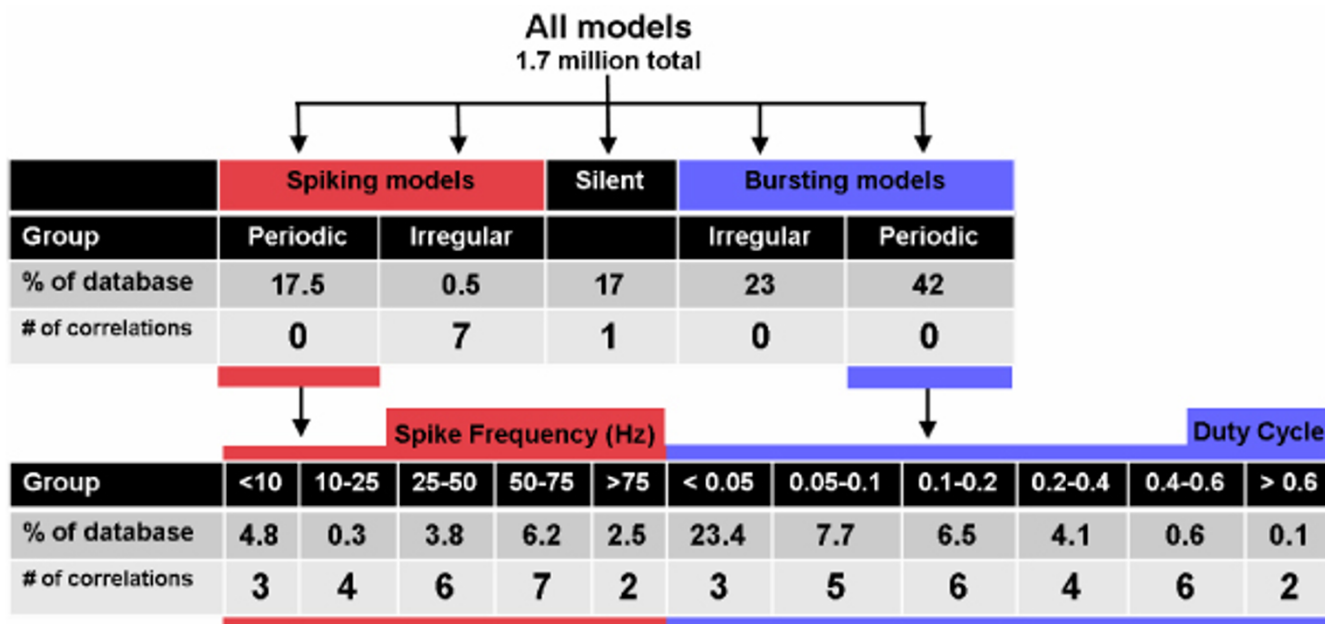 All models
1.7 million total
Spiking models Silent Bursting models
Group Periodic Irregular Irregular Periodic
% of database 17.5 0.5 17 23 42
# of correlations 0 7 1 0 0
Spike Frequency (Hz) Duty Cycle
Group <10 10-25 25-50 50-75 >75 < 0.05 0.05-0.1 0.1-0.2 0.2-0.4 0.4-0.6 > 0.6
% of database 4.8 0.3 3.8 6.2 2.5 23.4 7.7 6.5 4.1 0.6 0.1
# of correlations 3 4 6 7 2 3 5 6 4 6 2